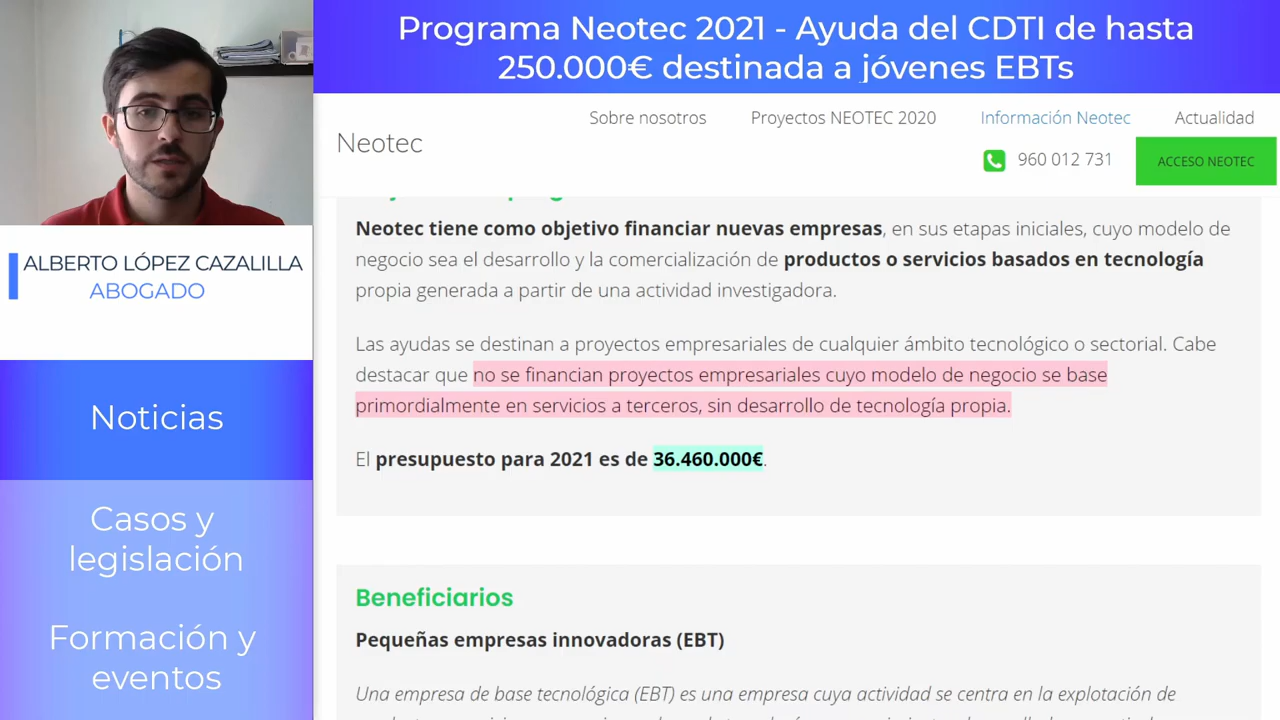 Programa Neotec 2021 - Ayuda del CDTI de hasta
250.000€ destinada a jóvenes EBTs
Sobre nosotros
Proyectos NEOTEC 2020
Información Neotec
Actualidad
Neotec
960 012 731
ACCESO NEOTEC
Neotec tiene como objetivo financiar nuevas empresas, en sus etapas iniciales, cuyo modelo de
negocio sea el desarrollo y la comercialización de productos o servicios basados en tecnología
propia generada a partir de una actividad investigadora.
Las ayudas se destinan a proyectos empresariales de cualquier ámbito tecnológico o sectorial. Cabe
destacar que no se financian proyectos empresariales cuyo modelo de negocio se base
primordialmente en servicios a terceros, sin desarrollo de tecnología propia.
El presupuesto para 2021 es de 36.460.000€.
Beneficiarios
Pequeñas empresas innovadoras (EBT)
Una empresa de base tecnológica (EBT) es una empresa cuya actividad se centra en la explotación de
ALBERTO LÓPEZ CAZALILLA
ABOGADO
Noticias
Casos y
legislación
Formación y
eventos